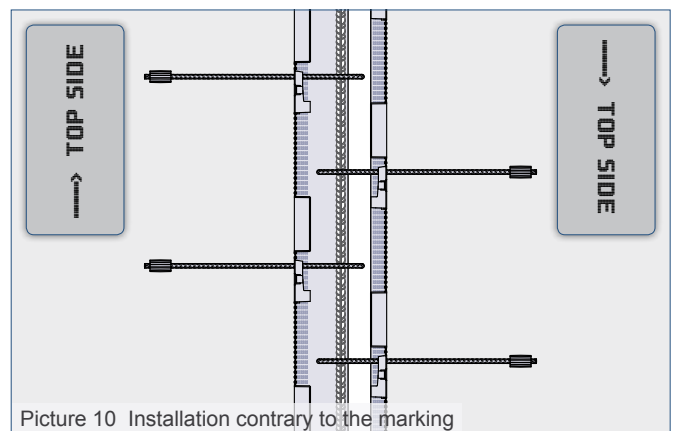 ---> TOP SIDE
---> TOP SIDE
Picture 10 Installation contrary to the marking